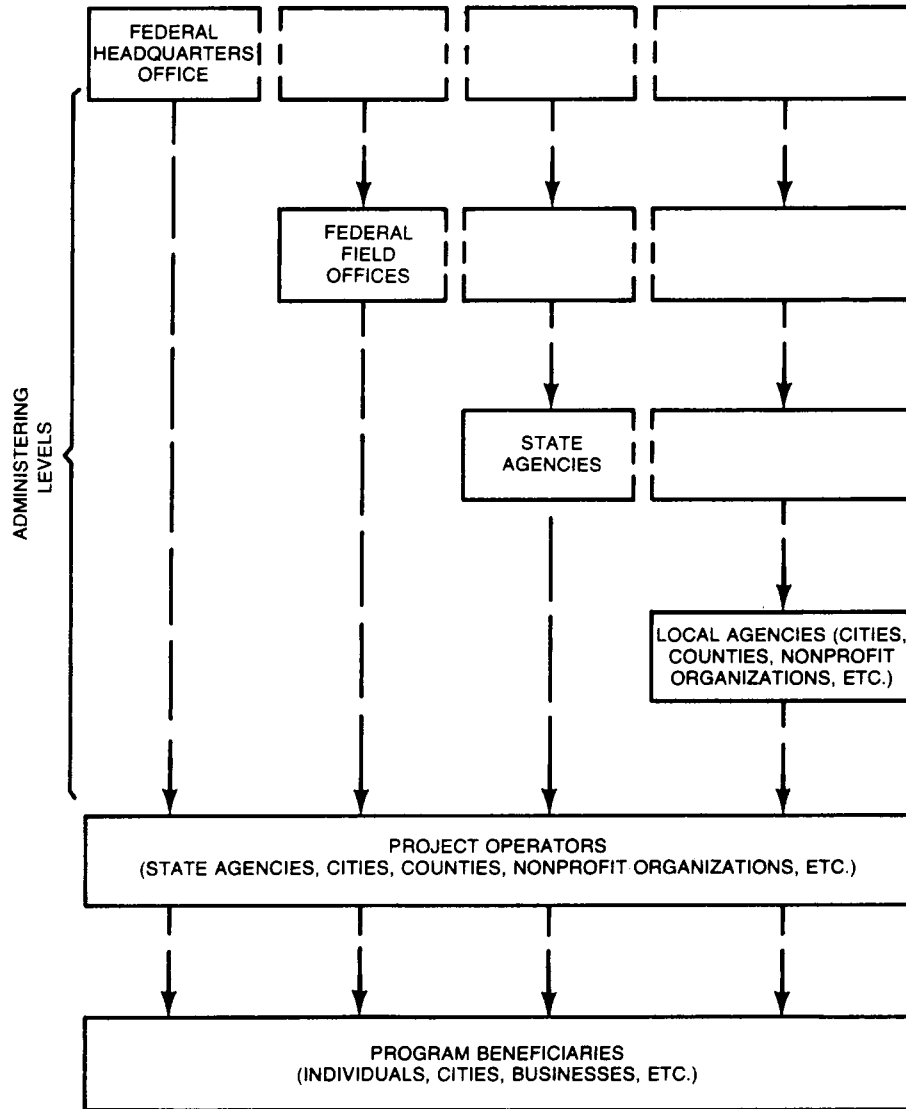 FEDERAL
HEADQUARTERS
OFFICE
FEDERAL
FIELD
OFFICES
ADMINISTERING
LEVELS
STATE
AGENCIES
LOCAL AGENCIES (CITIES,
COUNTIES, NONPROFIT
ORGANIZATIONS, ETC.)
PROJECT OPERATORS
(STATE AGENCIES, CITIES, COUNTIES, NONPROFIT ORGANIZATIONS, ETC.)
PROGRAM BENEFICIARIES
(INDIVIDUALS, CITIES, BUSINESSES, ETC.)